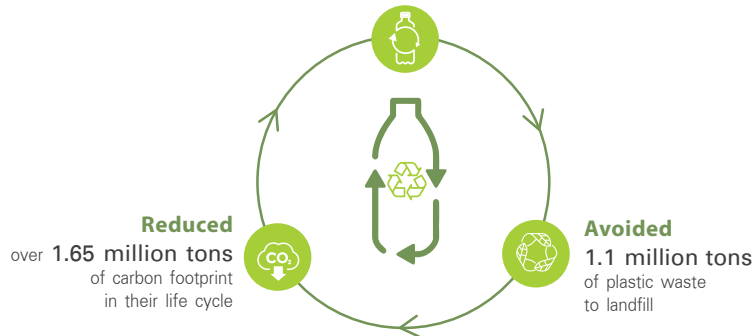 Reduced
over 1.65 million tons
of carbon footprint
in their life cycle
CO₂
Avoided
1.1 million tons
of plastic waste
to landfill